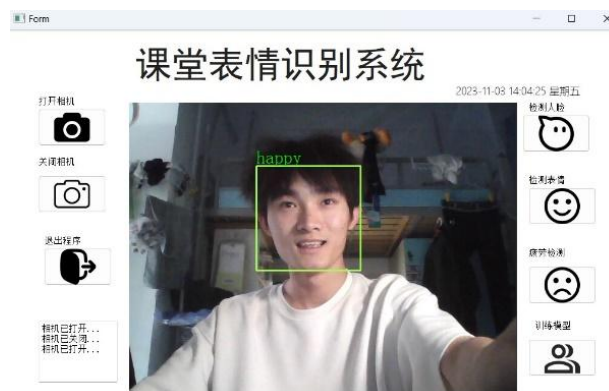 Form
课堂表情识别系统
2023-11-03 14:04:25 星期五
打开相机
检测人脸
happy
关闭相机
检测表情
退出程序
疲劳检测
训练模型
相机已打开...
相机已关闭...
相机已打开...